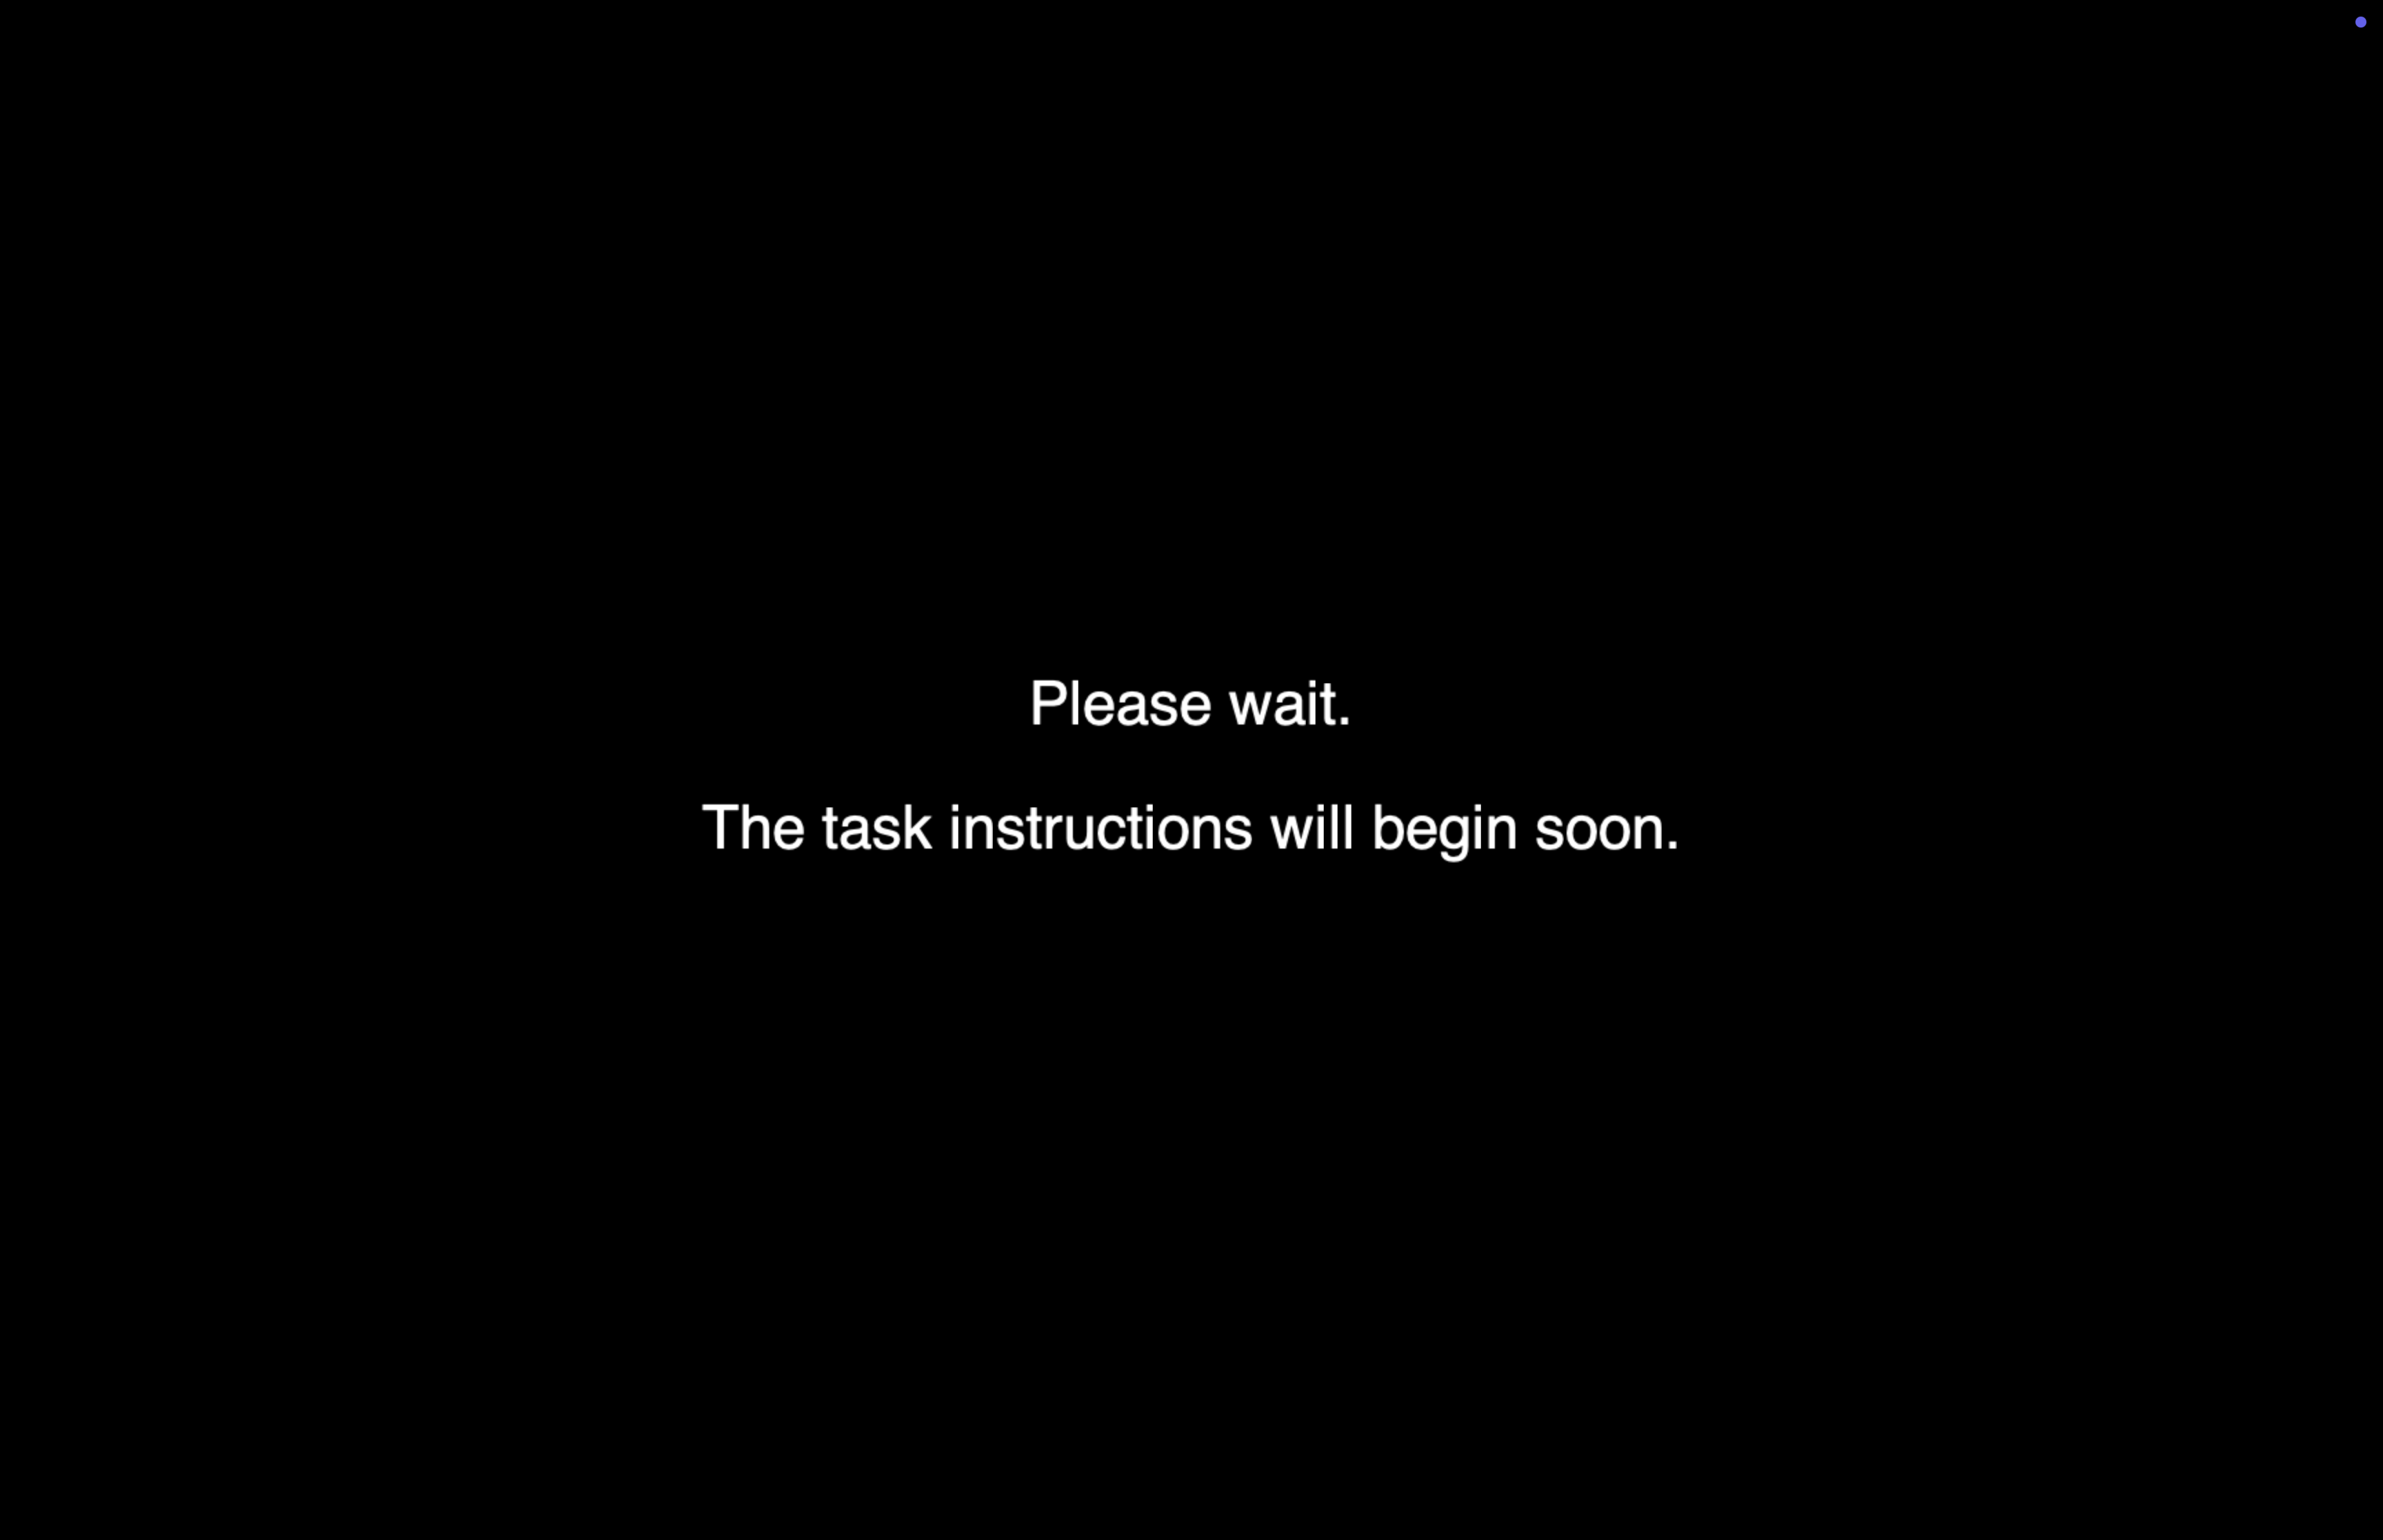 Please wait.
The task instructions will begin soon.